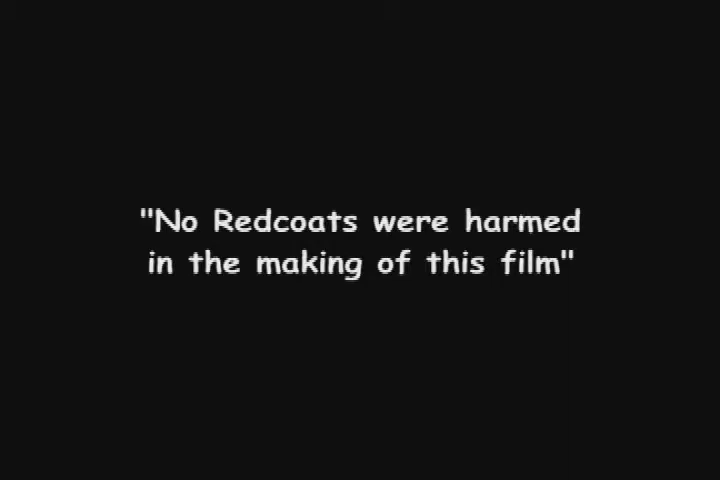 "No Redcoats were harmed
in the making of this film"